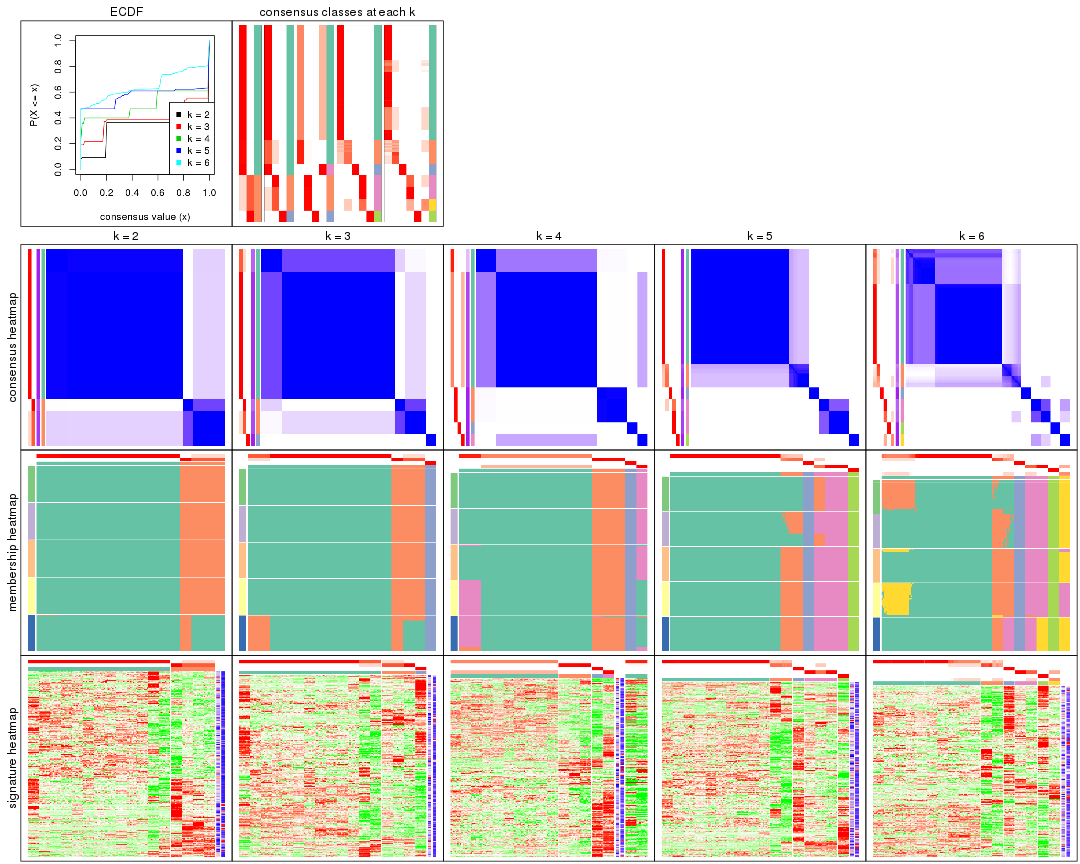 ECDF
consensus classes at each k
P(X <= x)
0.0 0.2 0.4 0.6 0.8 1.0
k = 2
k = 3
k = 4
k = 5
k = 6
0.0 0.2 0.4 0.6 0.8 1.0
consensus value (x)
k = 2
k = 3
k = 4
k = 5
k = 6
consensus heatmap
membership heatmap
signature heatmap